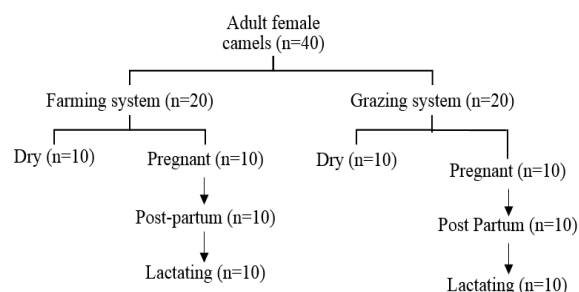 Adult female
camels (n=40)
Farming system (n=20)
Grazing system (n=20)
Dry (n=10)
Pregnant (n=10)
Dry (n=10)
Pregnant (n=10)
Post-partum (n=10)
Post Partum (n=10)
Lactating (n=10)
Lactating (n=10)